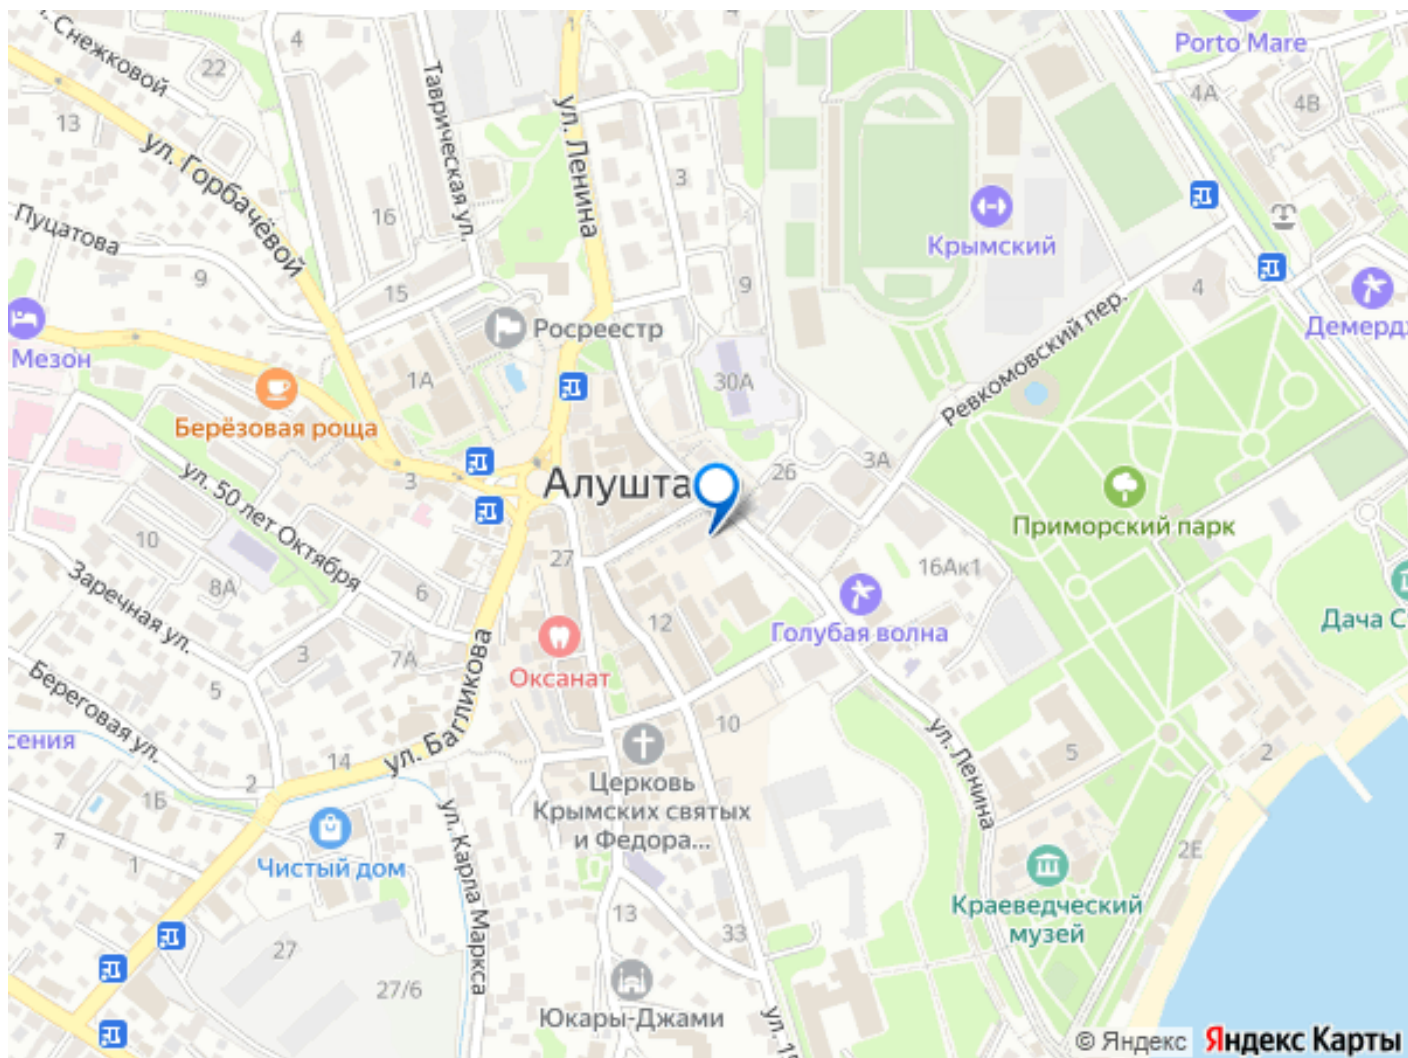 Снежковой
4
22
13
Таврическая ул.
ул. Ленина
Porto Mare
4А
4В
ул. Горбачёвой
16
3
Пуцатова
9
15
9
Крымский
4
Мезон
Росреестр
Демерд
1А
30А
Ревкомовский пер.
Берёзовая роща
3
Алушта
26
3А
Приморский парк
ул. 50 лет Октября
10
8А
6
27
16Ак1
Заречная ул.
12
Голубая волна
Дача С
3
7А
Оксанат
5
Береговая ул.
сения
ул. Багликова
14
2
1Б
10
ул. Ленина
5
2
Церковь
Крымских святых
и Федора...
7
1
Чистый дом
ул. Карла Маркса
2Е
Краеведческий
музей
27
13
33
27/6
Юкары-Джами
ул.
© Яндекс Яндекс Карты